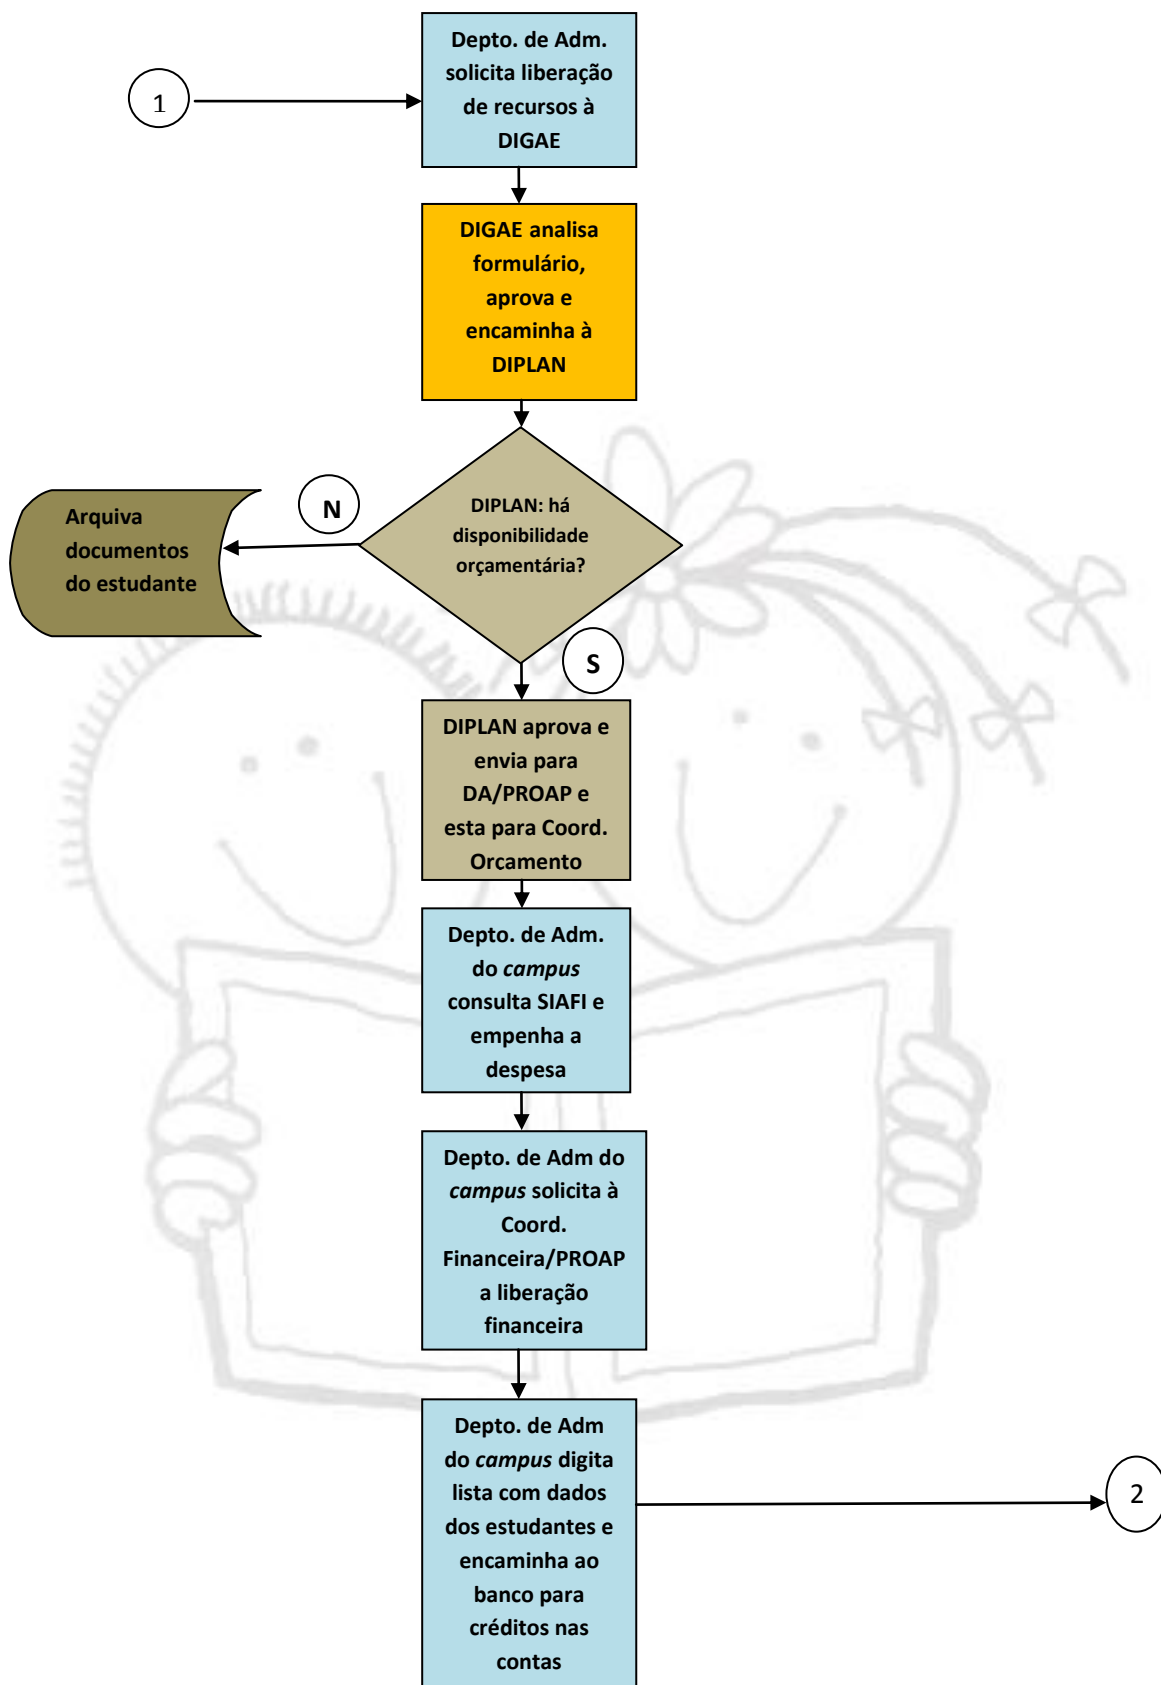 Depto. de Adm.
solicita liberação
de recursos à
DIGAE
1
DIGAE analisa
formulário,
aprova e
encaminha à
DIPLAN
DIPLAN: há
disponibilidade
orçamentária?
N
Arquiva
documentos
do estudante
S
DIPLAN aprova e
envia para
DA/PROAP e
esta para Coord.
Orcamento
Depto. de Adm.
do campus
consulta SIAFI e
empenha a
despesa
Depto. de Adm do
campus solicita à
Coord.
Financeira/PROAP
a liberação
financeira
Depto. de Adm
do campus digita
lista com dados
dos estudantes e
encaminha ao
banco para
créditos nas
contas
2